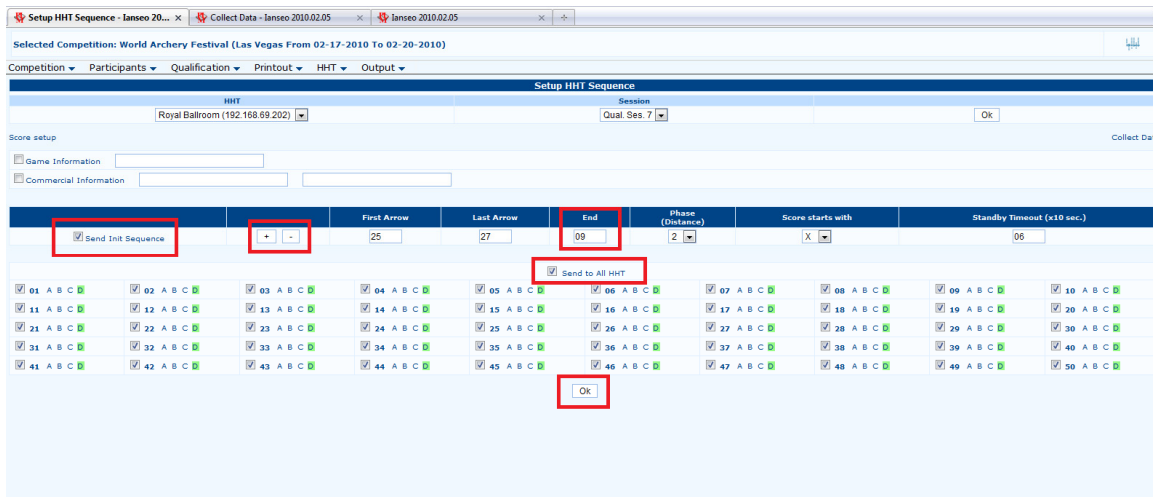 Setup HHT Sequence - Ianseo 20... × Collect Data - Ianseo 2010.02.05 × Ianseo 2010.02.05 ×
Selected Competition: World Archery Festival (Las Vegas From 02-17-2010 To 02-20-2010)
Competition Participants Qualification Printout HHT Output
Setup HHT Sequence
HHT Session
Royal Ballroom (192.168.69.202) Qual. Ses. 7 Ok
Score setup Collect Da
Game Information
Commercial Information
First Arrow Last Arrow End Phase (Distance) Score starts with Standby Timeout (x10 sec.)
Send Init Sequence + - 25 27 09 2 X 06
Send to All HHT
01 A B C D 02 A B C D 03 A B C D 04 A B C D 05 A B C D 06 A B C D 07 A B C D 08 A B C D 09 A B C D 10 A B C D
11 A B C D 12 A B C D 13 A B C D 14 A B C D 15 A B C D 16 A B C D 17 A B C D 18 A B C D 19 A B C D 20 A B C D
21 A B C D 22 A B C D 23 A B C D 24 A B C D 25 A B C D 26 A B C D 27 A B C D 28 A B C D 29 A B C D 30 A B C D
31 A B C D 32 A B C D 33 A B C D 34 A B C D 35 A B C D 36 A B C D 37 A B C D 38 A B C D 39 A B C D 40 A B C D
41 A B C D 42 A B C D 43 A B C D 44 A B C D 45 A B C D 46 A B C D 47 A B C D 48 A B C D 49 A B C D 50 A B C D
Ok